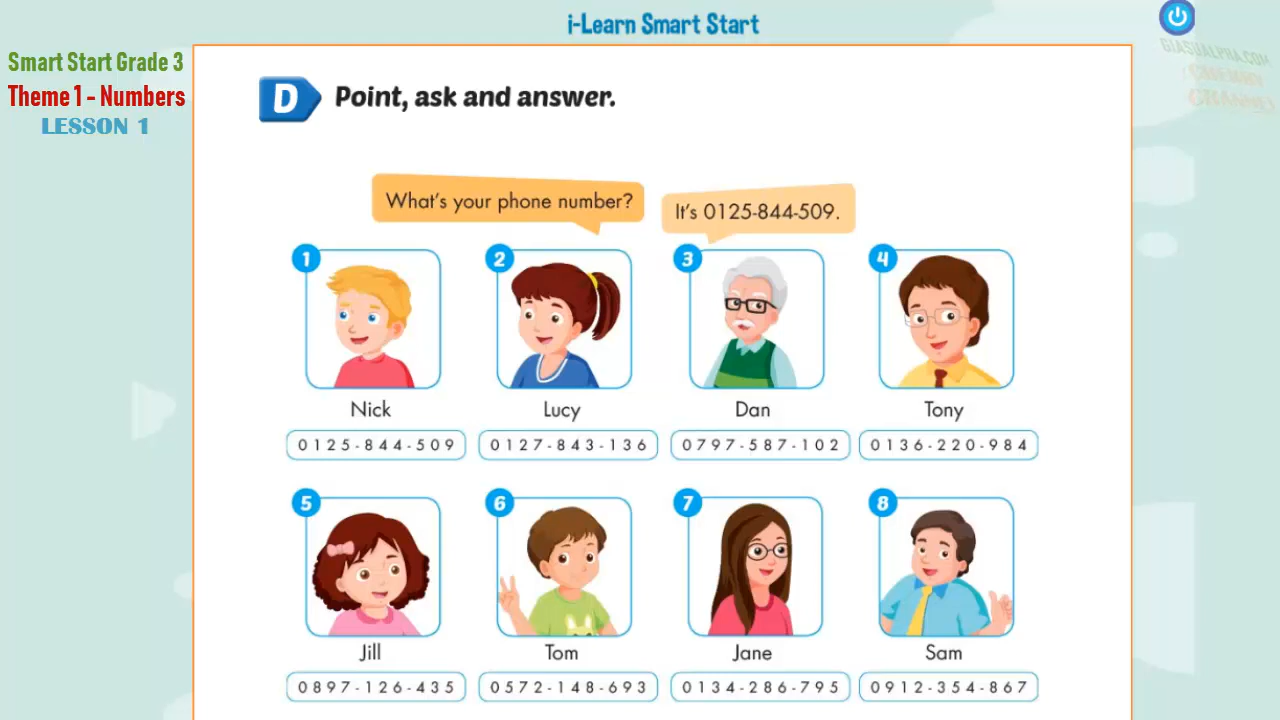 i-Learn Smart Start
GIASUALPHA.COM
Smart Start Grade 3
Theme 1 - Numbers
LESSON 1
CHANNEL
D Point, ask and answer.
What's your phone number?
It's 0125-844-509.
1 2 3 4
Nick Lucy Dan Tony
0125-844-509 0127-843-136 0797-587-102 0136-220-984
5 6 7 8
Jill Tom Jane Sam
0897-126-435 0572-148-693 0134-286-795 0912-354-867